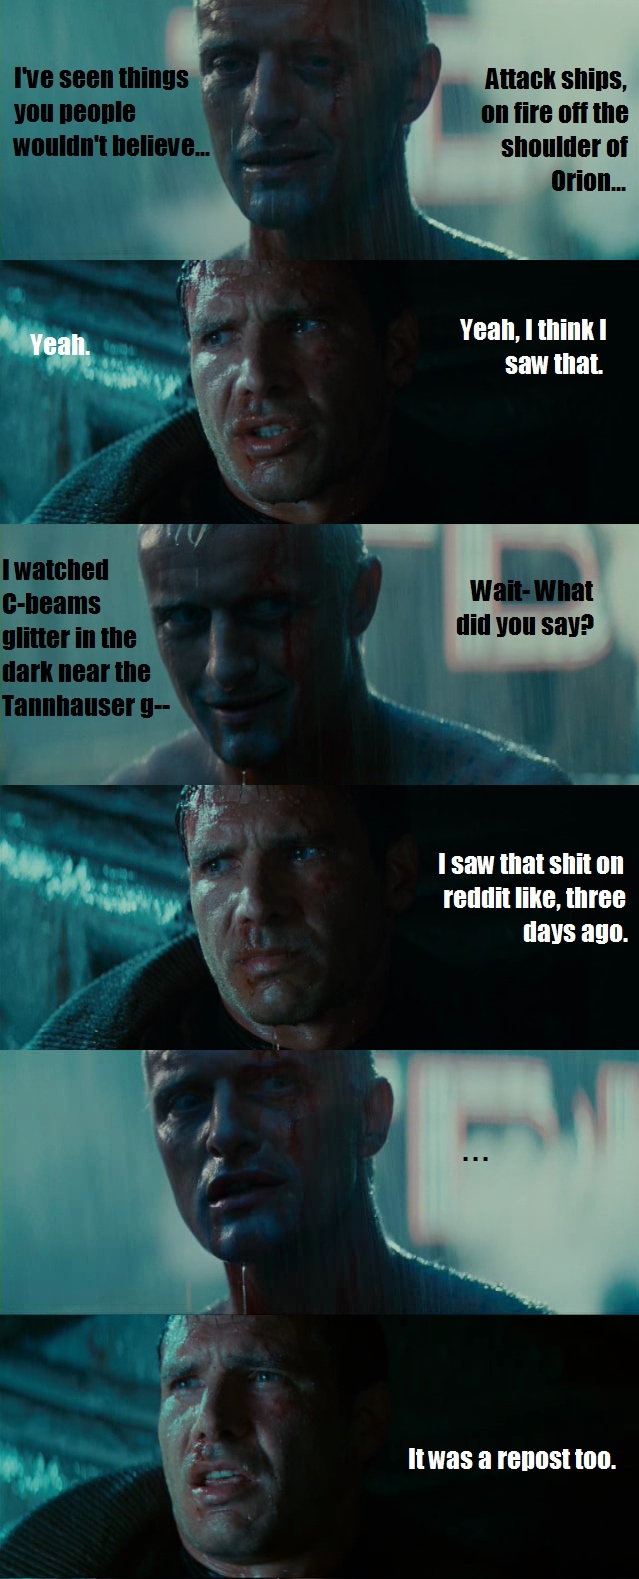 I've seen things
you people
wouldn't believe...
Attack ships,
on fire off the
shoulder of
Orion...
Yeah.
Yeah, I think I
saw that.
I watched
C-beams
glitter in the
dark near the
Tannhauser g--
Wait- What
did you say?
I saw that shit on
reddit like, three
days ago.
...
It was a repost too.